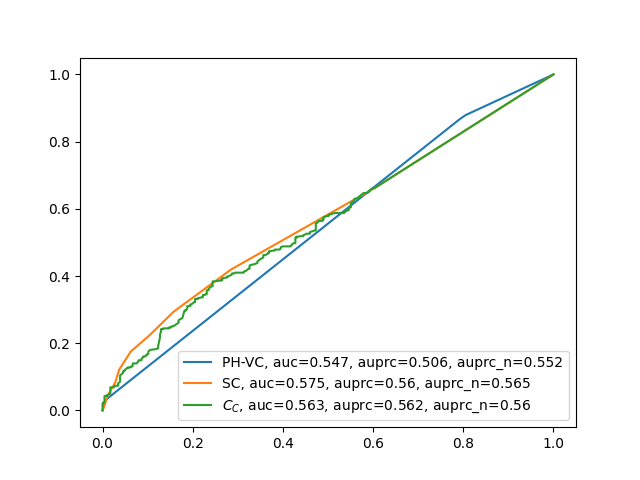 1.0
0.8
0.6
0.4
0.2
0.0
PH-VC, auc=0.547, auprc=0.506, auprc_n=0.552
SC, auc=0.575, auprc=0.56, auprc_n=0.565
C_C, auc=0.563, auprc=0.562, auprc_n=0.56
0.0 0.2 0.4 0.6 0.8 1.0